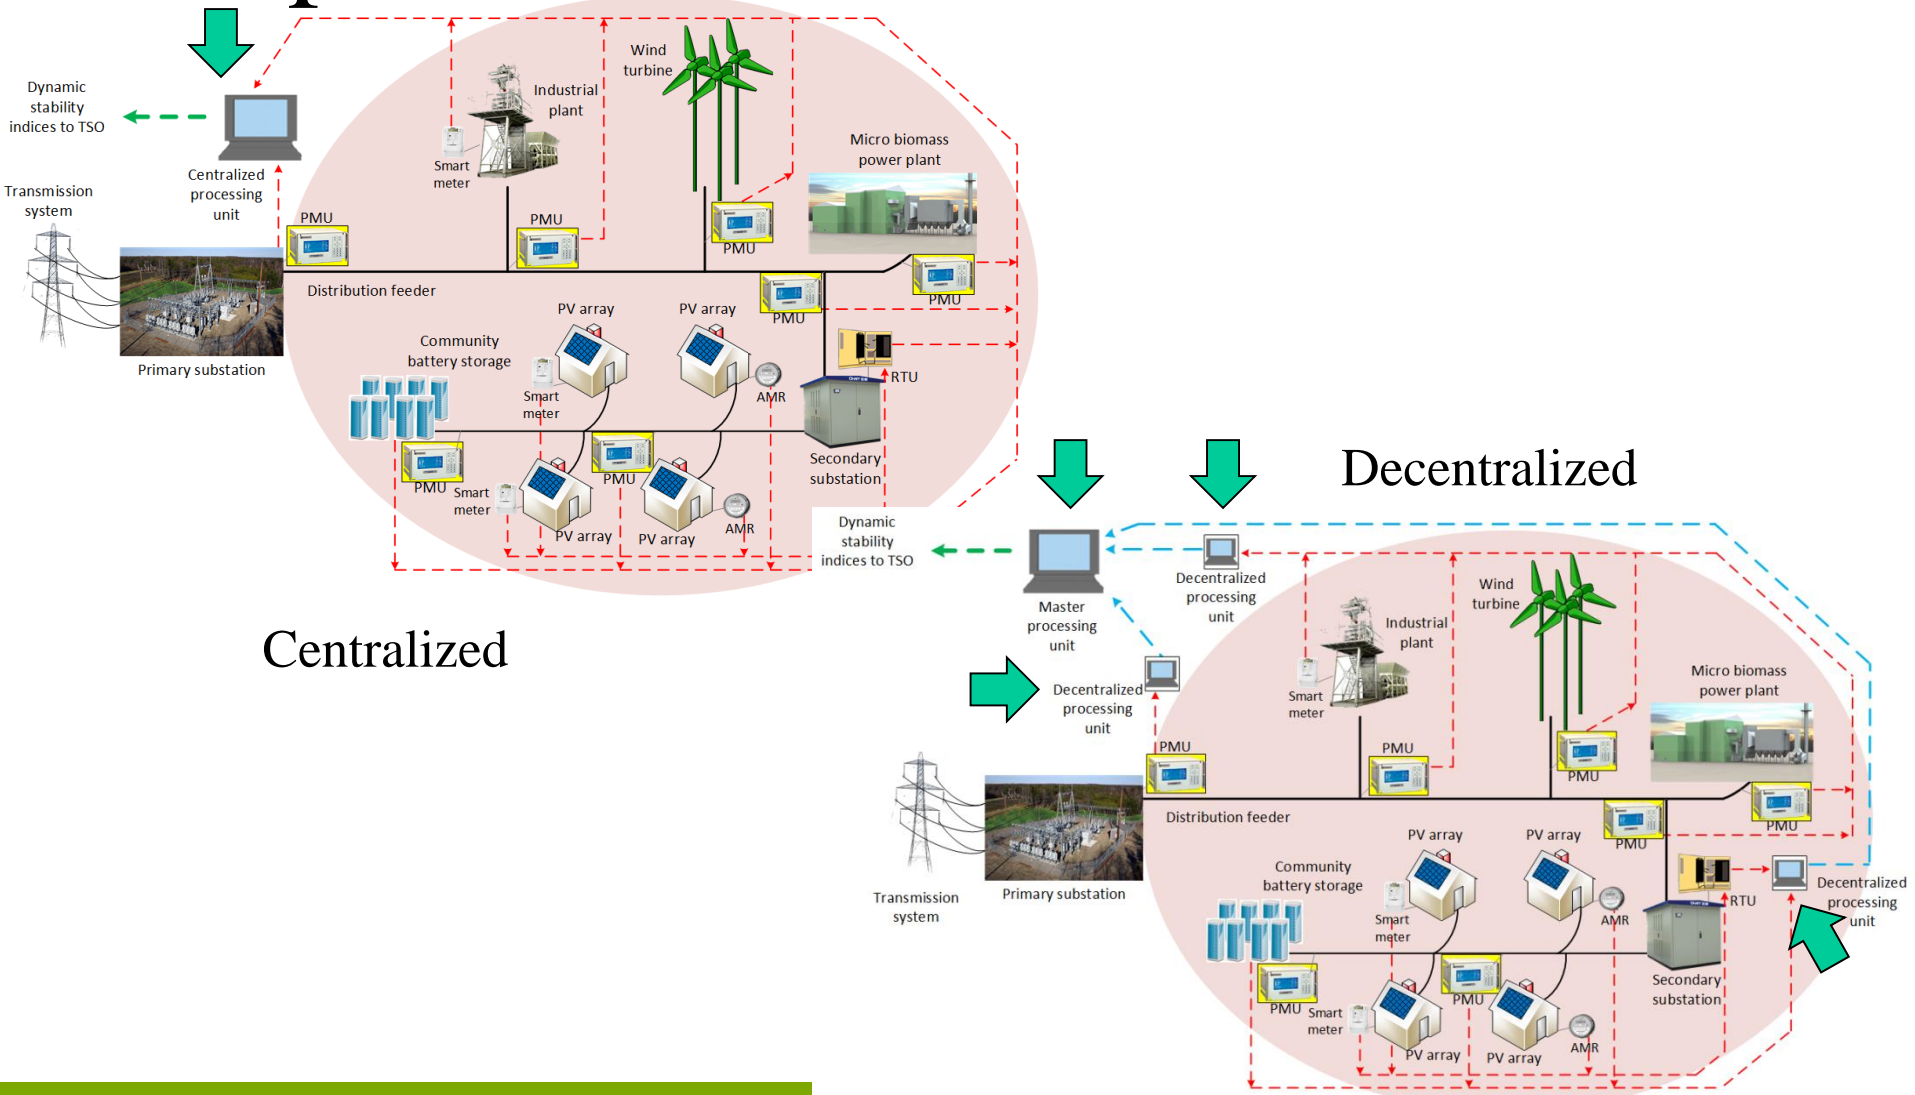 Wind
turbine
Dynamic
stability
indices to TSO
Industrial
plant
Micro biomass
power plant
Smart
meter
Centralized
processing
unit
Transmission
system
PMU
PMU
PMU
PMU
PMU
Distribution feeder
PV array
PV array
Community
battery storage
Primary substation
RTU
Smart
meter
AMR
Secondary
substation
PMU
PMU
Smart
meter
AMR
PV array
PV array
Centralized
Decentralized
Dynamic
stability
indices to TSO
Decentralized
processing
unit
Master
processing
unit
Wind
turbine
Industrial
plant
Micro biomass
power plant
Decentralized
processing
unit
Smart
meter
PMU
PMU
PMU
PMU
PMU
Distribution feeder
PV array
PV array
Community
battery storage
Primary substation
Transmission
system
RTU
Decentralized
processing
unit
Smart
meter
AMR
Secondary
substation
PMU
PMU
Smart
meter
AMR
PV array
PV array